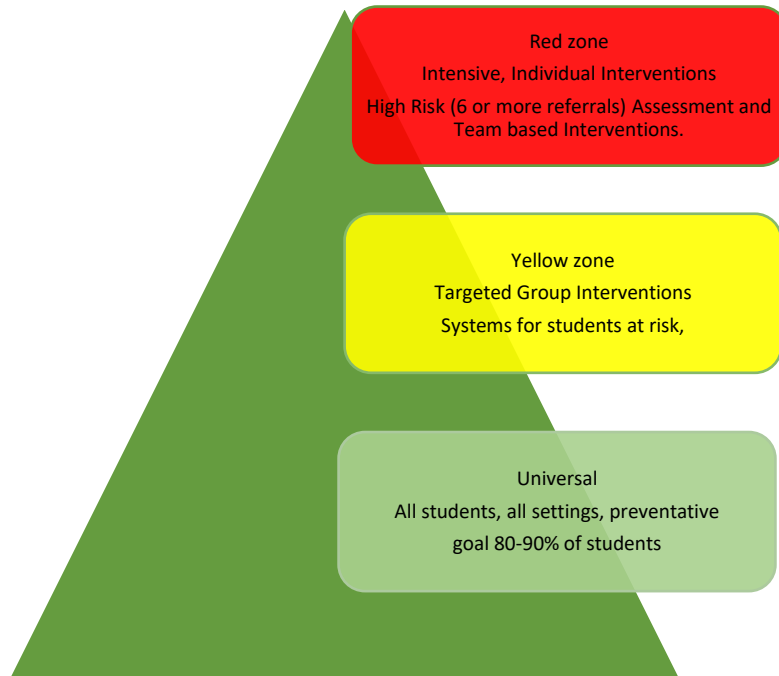 Red zone
Intensive, Individual Interventions
High Risk (6 or more referrals) Assessment and
Team based Interventions.
Yellow zone
Targeted Group Interventions
Systems for students at risk,
Universal
All students, all settings, preventative
goal 80-90% of students